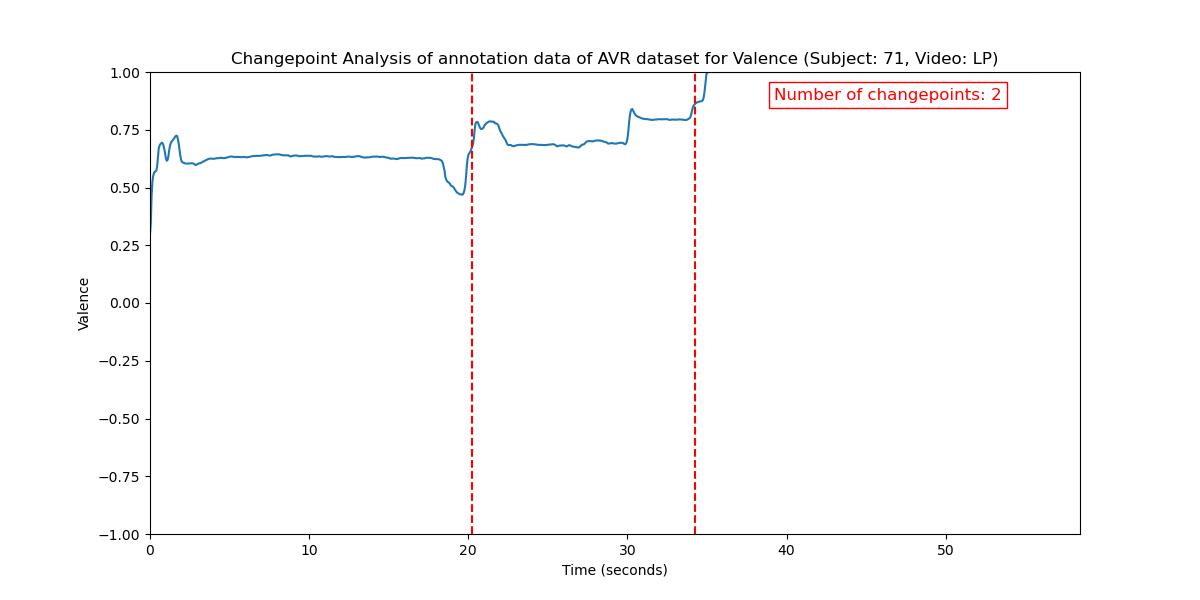 Changepoint Analysis of annotation data of AVR dataset for Valence (Subject: 71, Video: LP)
Number of changepoints: 2
1.00
0.75
0.50
0.25
0.00
−0.25
−0.50
−0.75
−1.00
Valence
0 10 20 30 40 50
Time (seconds)